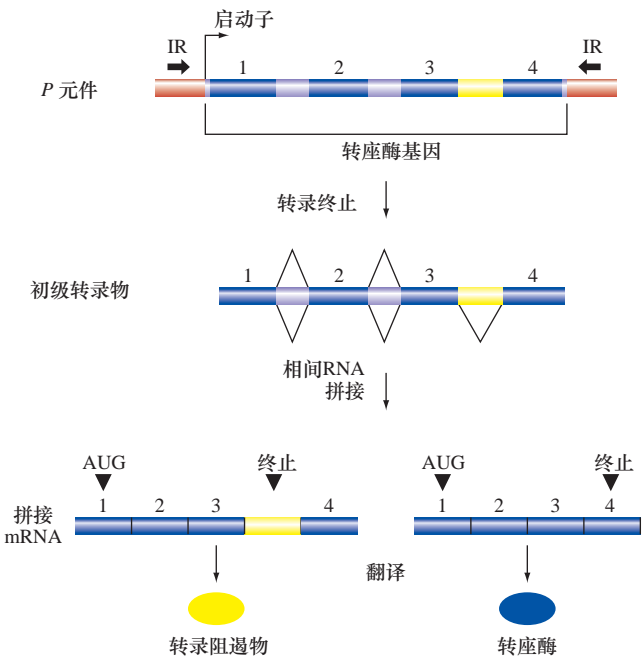 启动子
IR
IR
1 2 3 4
P 元件
转座酶基因
转录终止
1 2 3 4
初级转录物
相间RNA
拼接
AUG 终止
AUG 终止
1 2 3 4
1 2 3 4
拼接
mRNA
翻译
转录阻遏物
转座酶